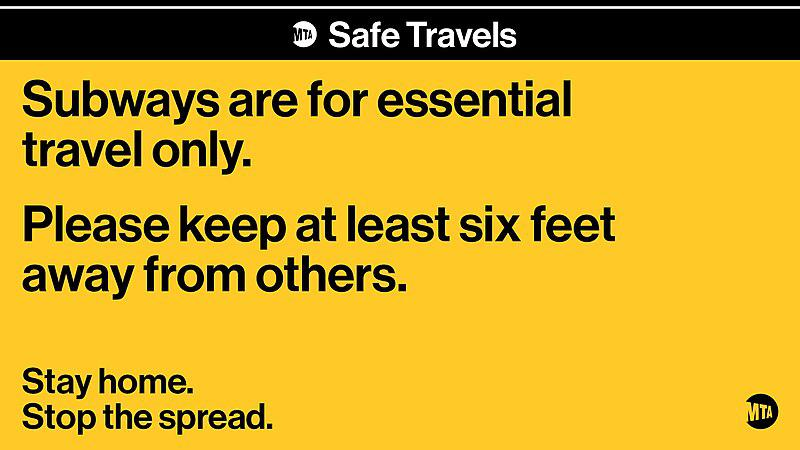 MTA Safe Travels
Subways are for essential
travel only.
Please keep at least six feet
away from others.
Stay home.
Stop the spread.
MTA